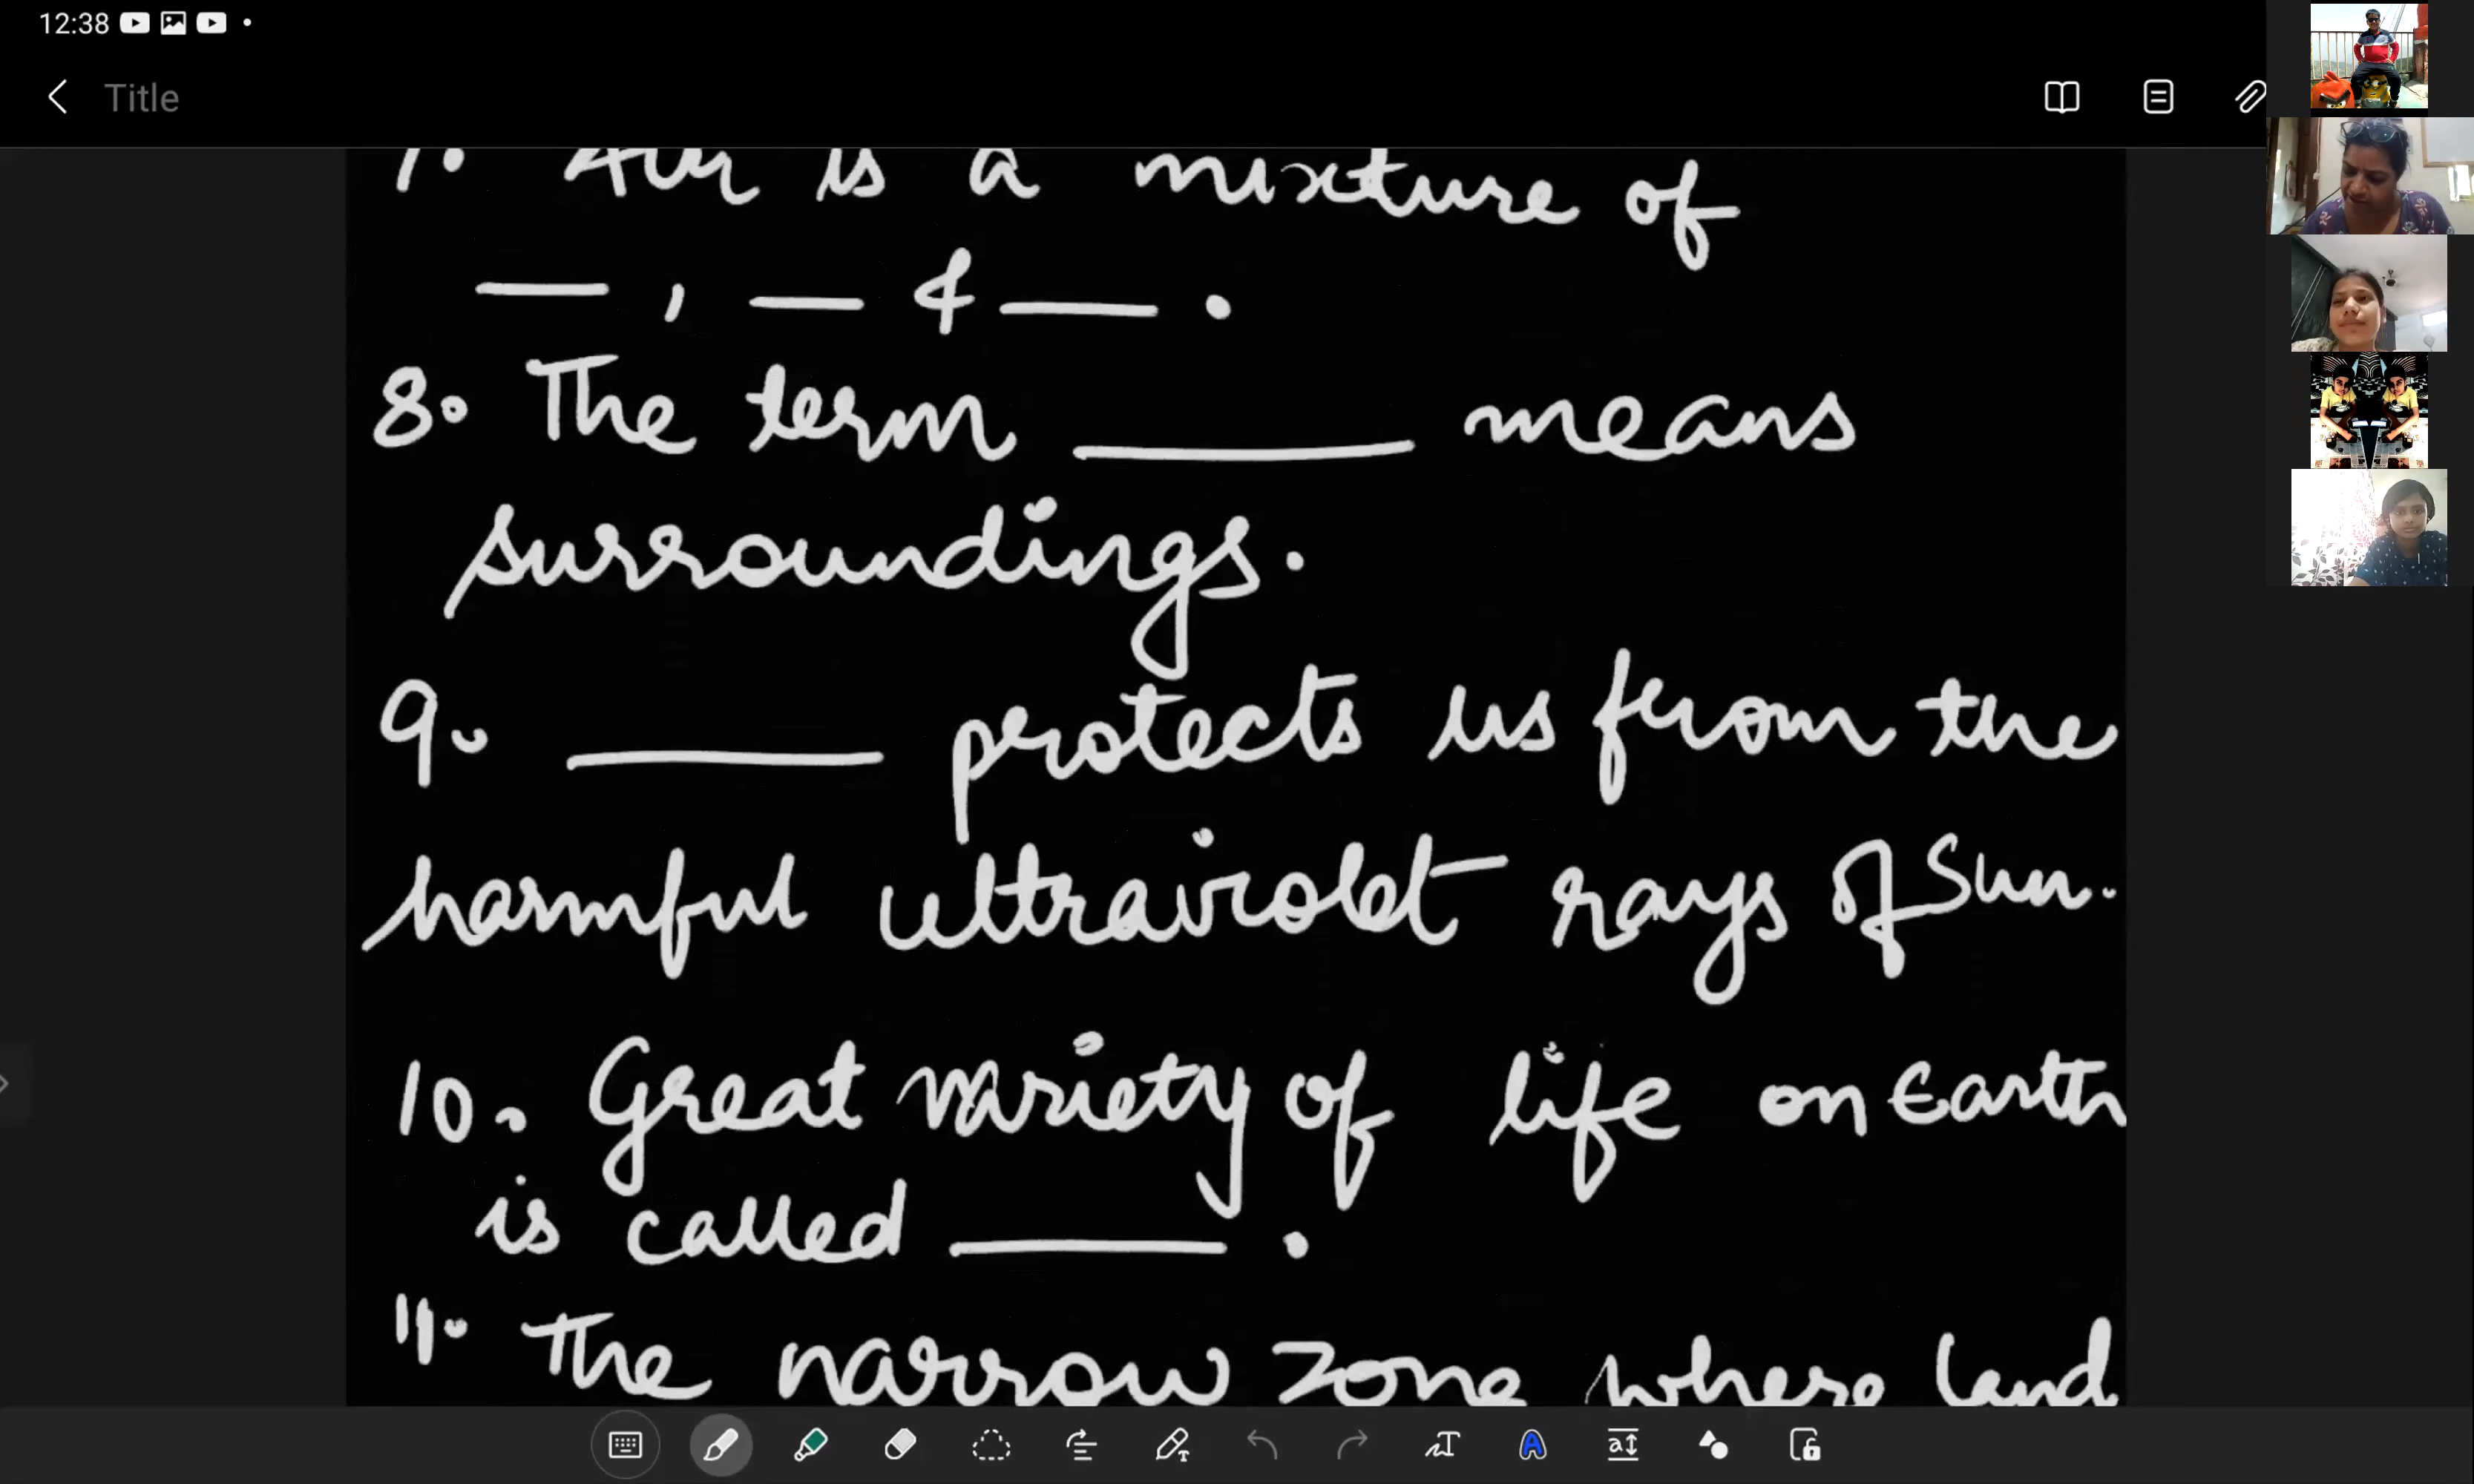 12:38
Title
7. Air is a mixture of
__, __ & __.
8. The term ____ means
surroundings.
9. ____ protects us from the
harmful ultraviolet rays of Sun.
10. Great variety of life on Earth
is called ____.
11. The narrow zone where land